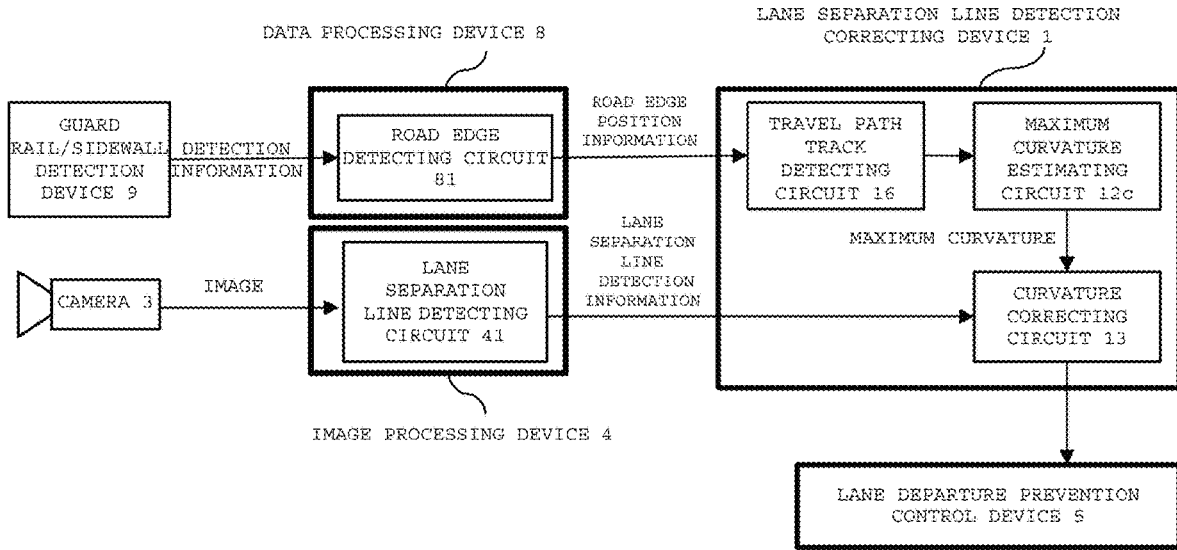 DATA PROCESSING DEVICE 8
LANE SEPARATION LINE DETECTION
CORRECTING DEVICE 1
GUARD
RAIL/SIDEWALL
DETECTION
DEVICE 9
DETECTION
INFORMATION
ROAD EDGE
DETECTING CIRCUIT
81
ROAD EDGE
POSITION
INFORMATION
TRAVEL PATH
TRACK
DETECTING
CIRCUIT 16
MAXIMUM
CURVATURE
ESTIMATING
CIRCUIT 12c
MAXIMUM CURVATURE
CAMERA 3
IMAGE
LANE
SEPARATION
LINE DETECTING
CIRCUIT 41
LANE
SEPARATION
LINE
DETECTION
INFORMATION
CURVATURE
CORRECTING
CIRCUIT 13
IMAGE PROCESSING DEVICE 4
LANE DEPARTURE PREVENTION
CONTROL DEVICE 5